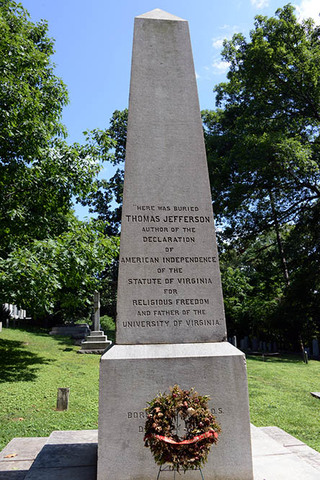 HERE WAS BURIED
THOMAS JEFFERSON
AUTHOR OF THE
DECLARATION
OF
AMERICAN INDEPENDENCE
OF THE
STATUTE OF VIRGINIA
FOR
RELIGIOUS FREEDOM
AND FATHER OF THE
UNIVERSITY OF VIRGINIA.
O.S.